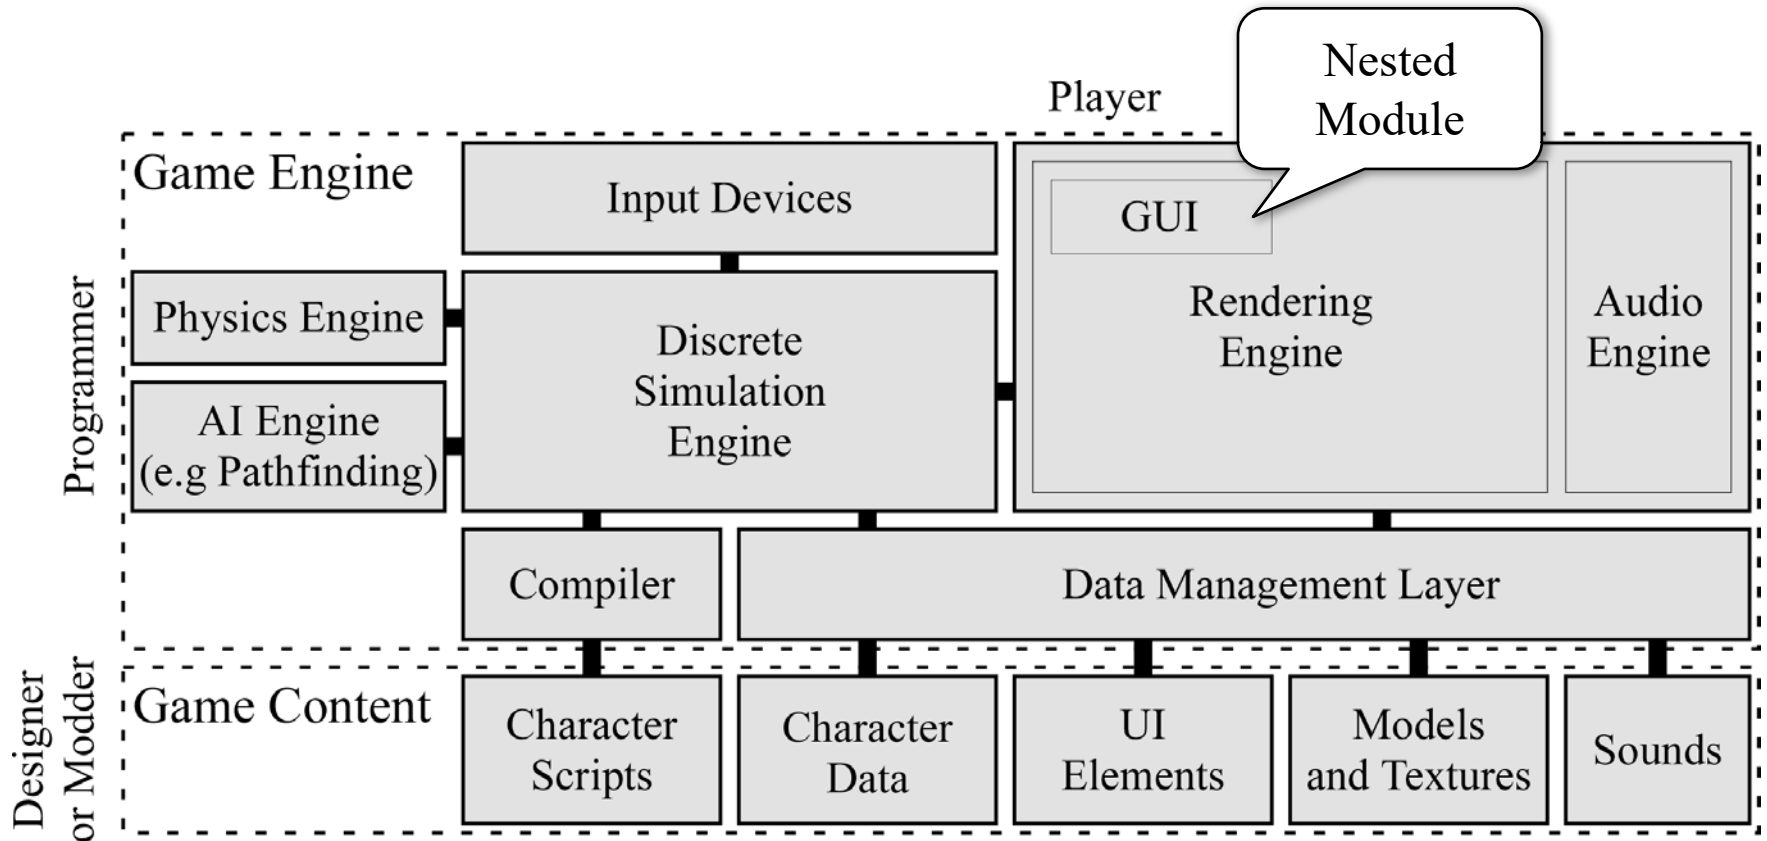 Nested
Module
Player
Game Engine
Input Devices
GUI
Programmer
Physics Engine
Discrete
Simulation
Engine
Rendering
Engine
Audio
Engine
AI Engine
(e.g Pathfinding)
Compiler
Data Management Layer
Designer
or Modder
Game Content
Character
Scripts
Character
Data
UI
Elements
Models
and Textures
Sounds